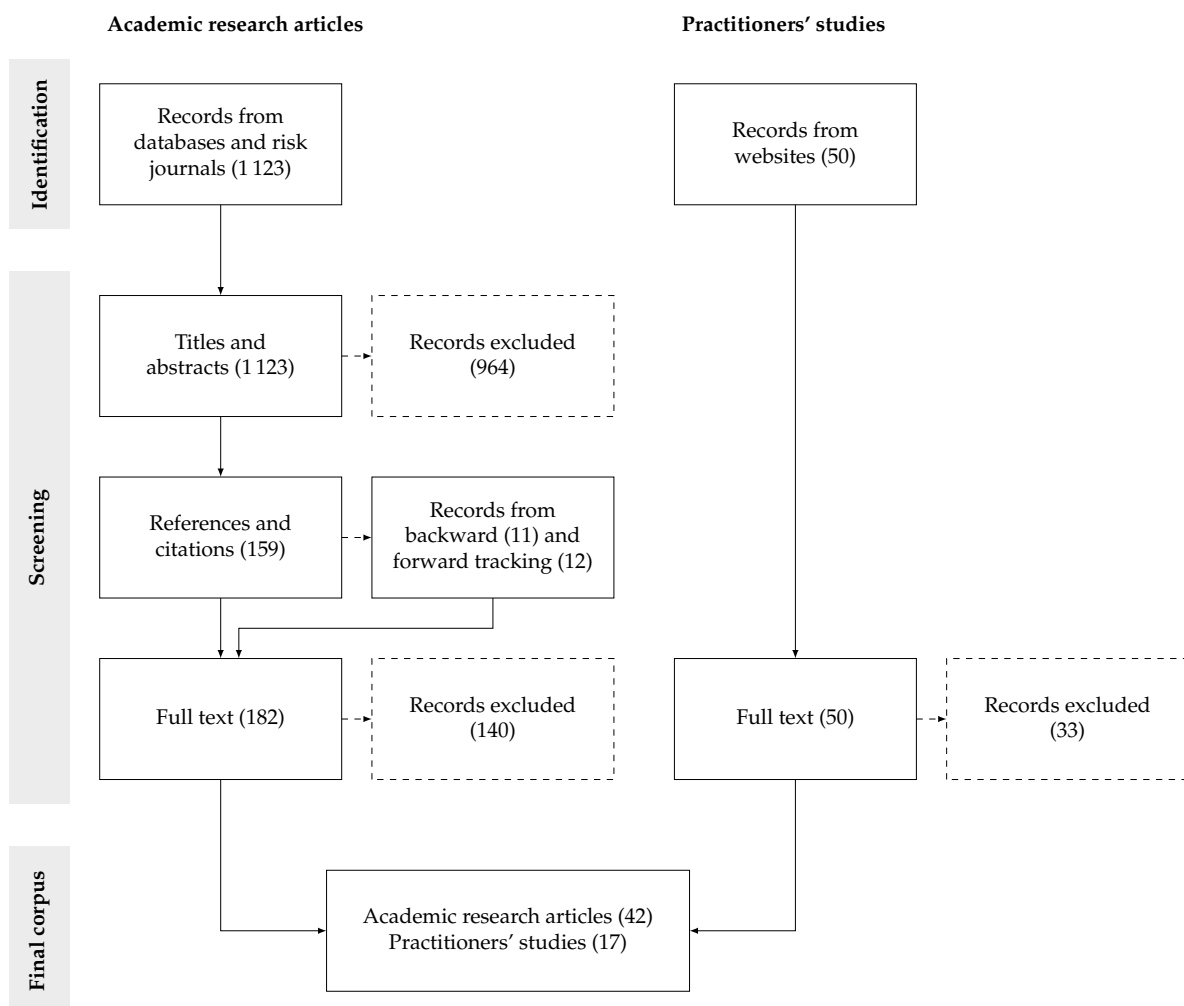 Academic research articles
Practitioners’ studies
Identification
Records from
databases and risk
journals (1 123)
Records from
websites (50)
Screening
Titles and
abstracts (1 123)
Records excluded
(964)
References and
citations (159)
Records from
backward (11) and
forward tracking (12)
Full text (182)
Records excluded
(140)
Full text (50)
Records excluded
(33)
Final corpus
Academic research articles (42)
Practitioners’ studies (17)